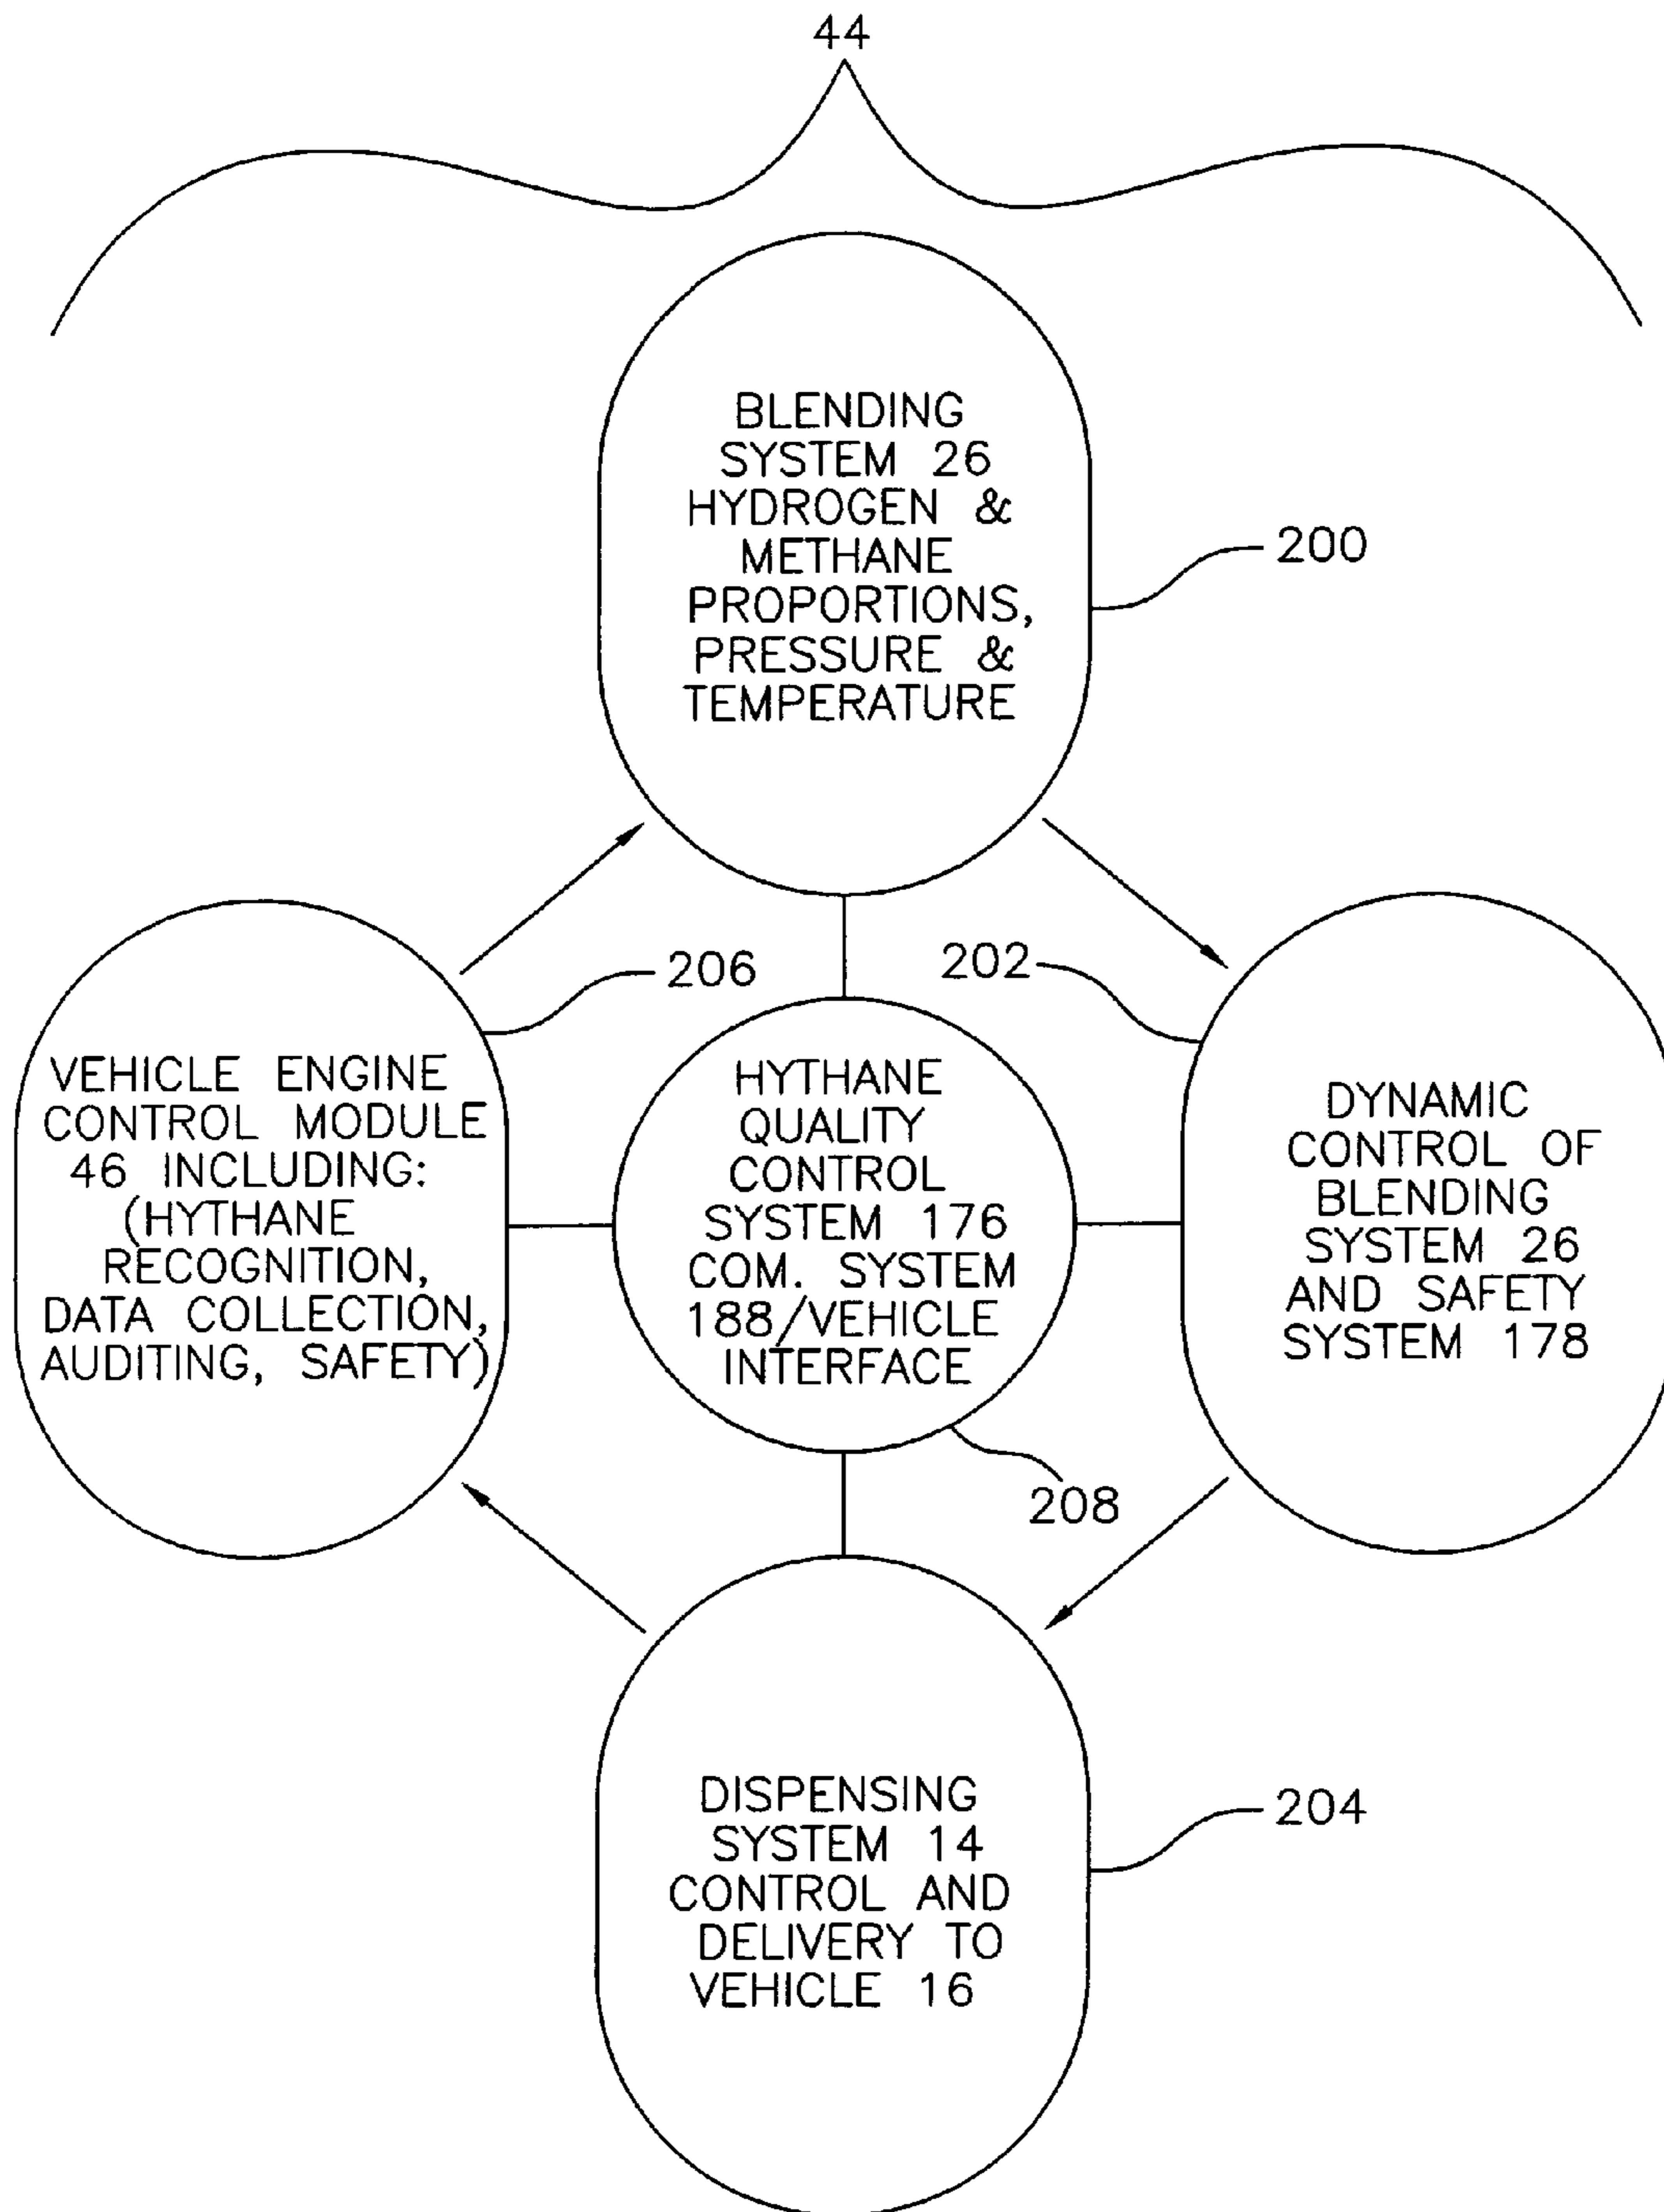 44
BLENDING
SYSTEM 26
HYDROGEN &
METHANE
PROPORTIONS,
PRESSURE &
TEMPERATURE
200
206
202
VEHICLE ENGINE
CONTROL MODULE
46 INCLUDING:
(HYTHANE
RECOGNITION,
DATA COLLECTION,
AUDITING, SAFETY)
HYTHANE
QUALITY
CONTROL
SYSTEM 176
COM. SYSTEM
188/VEHICLE
INTERFACE
DYNAMIC
CONTROL OF
BLENDING
SYSTEM 26
AND SAFETY
SYSTEM 178
208
DISPENSING
SYSTEM 14
CONTROL AND
DELIVERY TO
VEHICLE 16
204